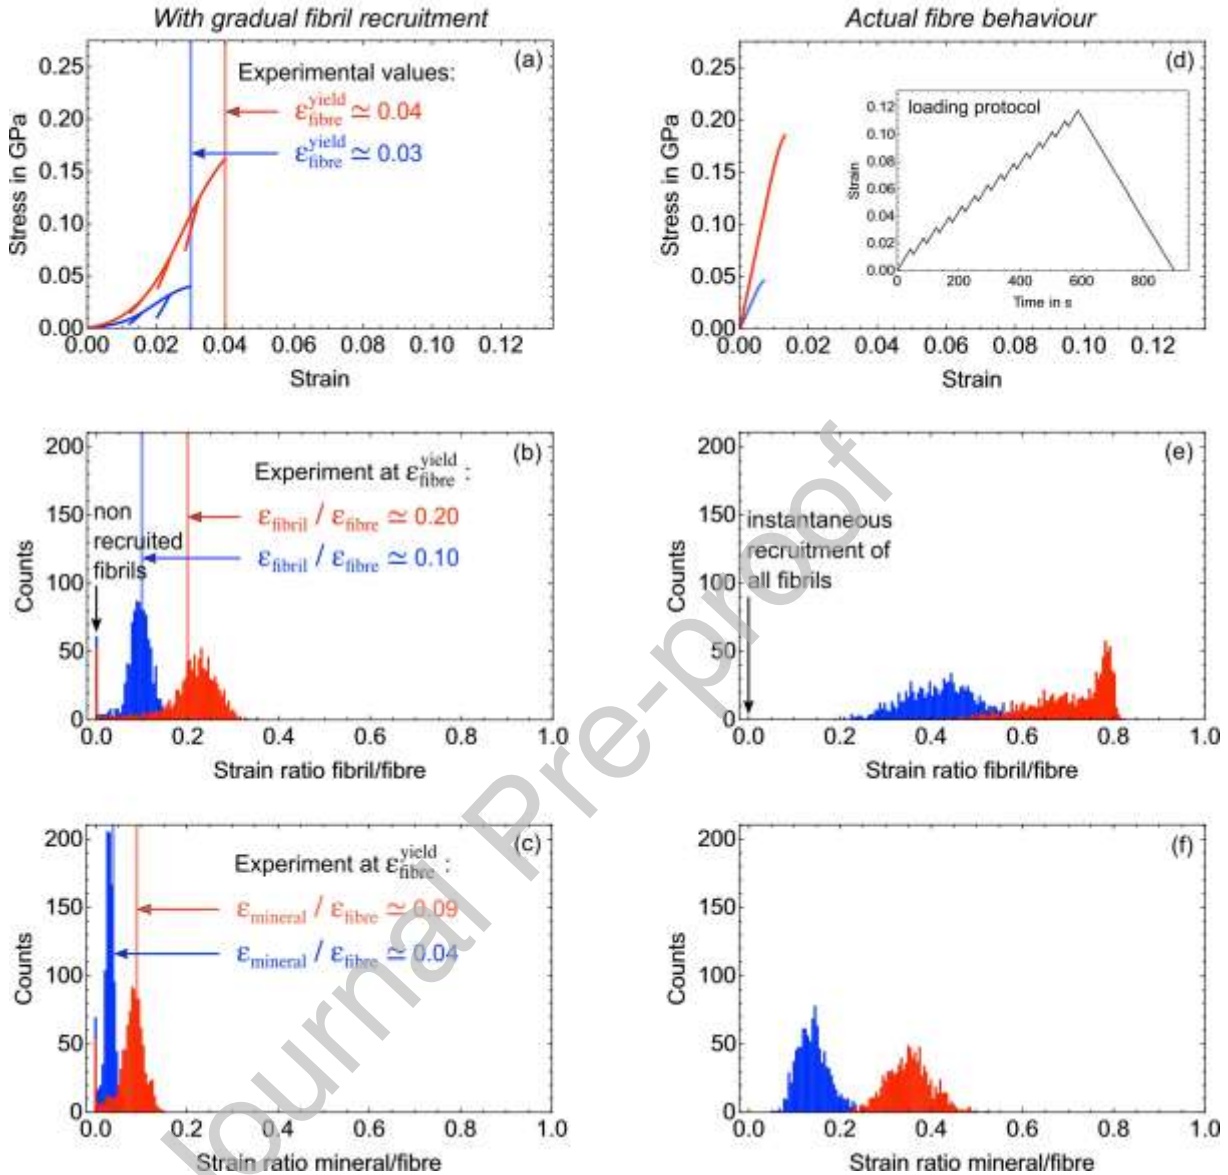 With gradual fibril recruitment
(a)
Experimental values:
ε_fibre^yield ≃ 0.04
ε_fibre^yield ≃ 0.03
Stress in GPa
0.25
0.20
0.15
0.10
0.05
0.00
0.00 0.02 0.04 0.06 0.08 0.10 0.12
Strain
Actual fibre behaviour
(d)
loading protocol
Strain
0.12
0.10
0.08
0.06
0.04
0.02
0.00
0 200 400 600 800
Time in s
Stress in GPa
0.25
0.20
0.15
0.10
0.05
0.00
0.00 0.02 0.04 0.06 0.08 0.10 0.12
Strain
(b)
Experiment at ε_fibre^yield :
ε_fibril / ε_fibre ≃ 0.20
ε_fibril / ε_fibre ≃ 0.10
non
recruited
fibrils
Counts
200
150
100
50
0
0.0 0.2 0.4 0.6 0.8 1.0
Strain ratio fibril/fibre
(e)
instantaneous
recruitment of
all fibrils
Counts
200
150
100
50
0
0.0 0.2 0.4 0.6 0.8 1.0
Strain ratio fibril/fibre
(c)
Experiment at ε_fibre^yield :
ε_mineral / ε_fibre ≃ 0.09
ε_mineral / ε_fibre ≃ 0.04
Counts
200
150
100
50
0
0.0 0.2 0.4 0.6 0.8 1.0
Strain ratio mineral/fibre
(f)
Counts
200
150
100
50
0
0.0 0.2 0.4 0.6 0.8 1.0
Strain ratio mineral/fibre
Journal Pre-proof